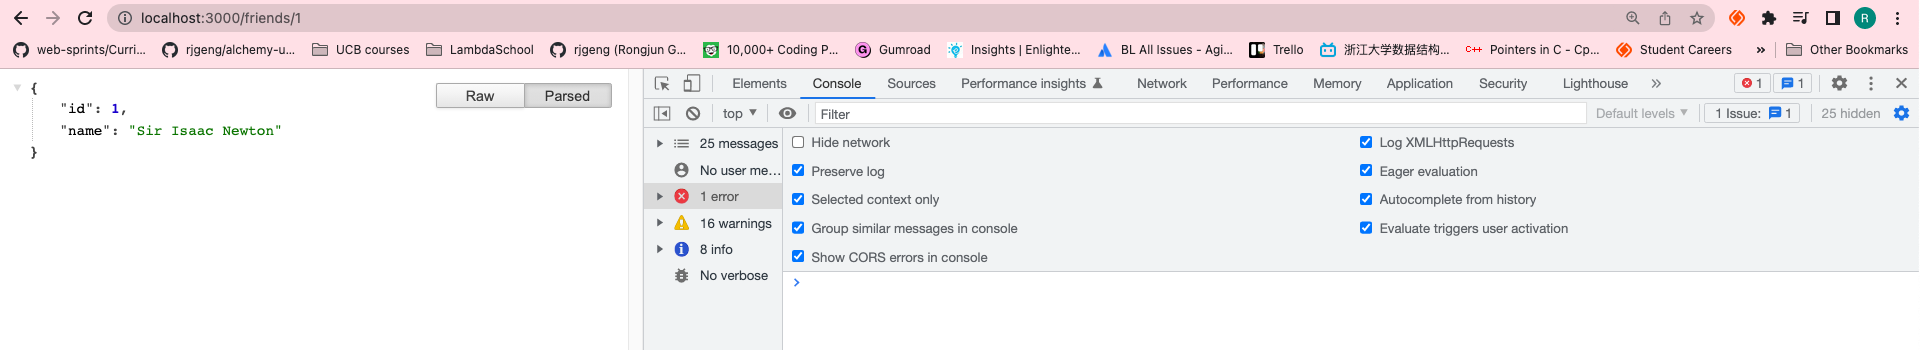 localhost:3000/friends/1
R
web-sprints/Curri... rjgeng/alchemy-u... UCB courses LambdaSchool rjgeng (Rongjun G... 10,000+ Coding P... Gumroad Insights | Enlighte... BL All Issues - Agi... Trello 浙江大学数据结构... C++ Pointers in C - Cp... Student Careers » Other Bookmarks
{
"id": 1,
"name": "Sir Isaac Newton"
}
Raw Parsed
Elements Console Sources Performance insights Network Performance Memory Application Security Lighthouse » 1 1
top Filter Default levels 1 Issue: 1 25 hidden
25 messages
No user me...
1 error
16 warnings
8 info
No verbose
Hide network
Preserve log
Selected context only
Group similar messages in console
Show CORS errors in console
Log XMLHttpRequests
Eager evaluation
Autocomplete from history
Evaluate triggers user activation